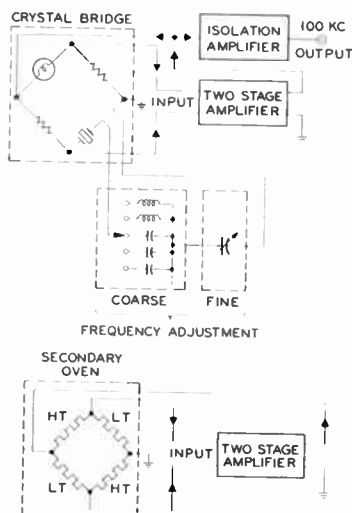 CRYSTAL BRIDGE
ISOLATION
AMPLIFIER
100 KC
OUTPUT
INPUT
TWO STAGE
AMPLIFIER
COARSE
FINE
FREQUENCY ADJUSTMENT
SECONDARY
OVEN
HT
LT
LT
HT
INPUT
TWO STAGE
AMPLIFIER